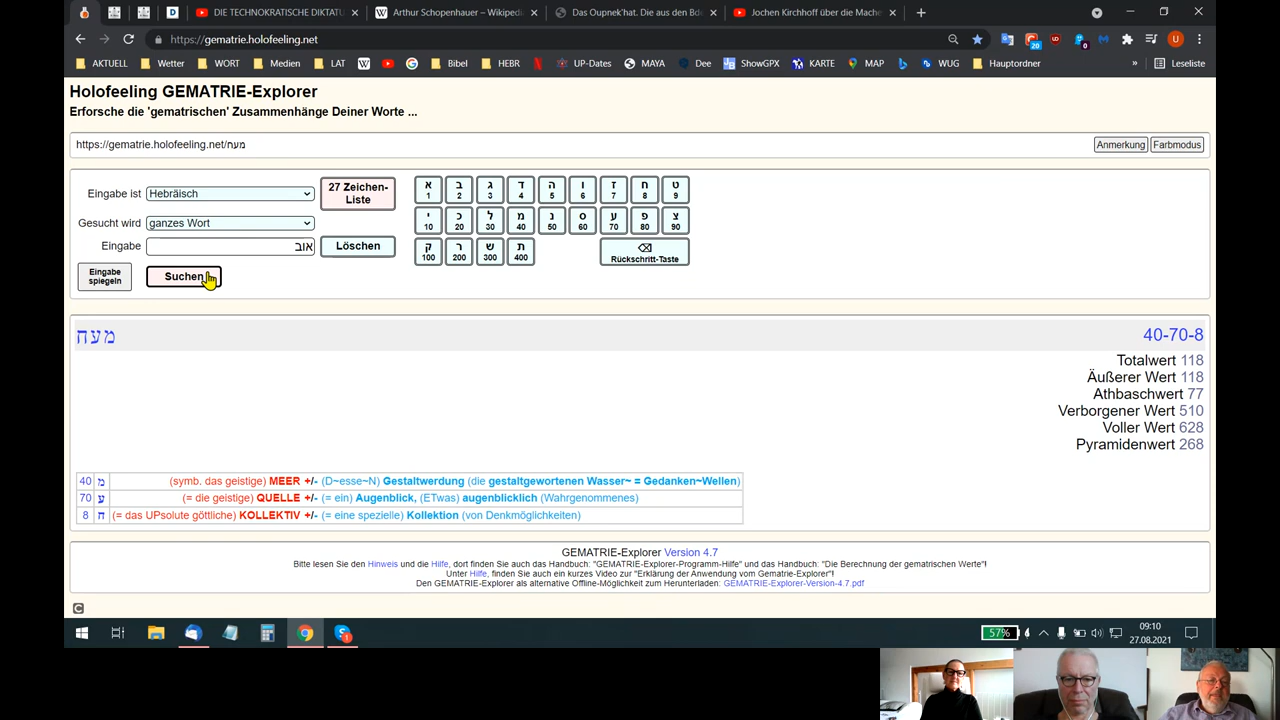 DIE TECHNOKRATISCHE DIKTATU
Arthur Schopenhauer – Wikipedi
Das Oupnek'hat. Die aus den Bd
Jochen Kirchhoff über die Mache
https://gematrie.holofeeling.net
AKTUELL Wetter WORT Medien LAT Bibel HEBR UP-Dates MAYA Dee ShowGPX KARTE MAP WUG Hauptordner » Leseliste
Holofeeling GEMATRIE-Explorer
Erforsche die 'gematrischen' Zusammenhänge Deiner Worte ...
https://gematrie.holofeeling.net/מעח
Anmerkung Farbmodus
Eingabe ist Hebräisch
27 Zeichen-
Liste
Gesucht wird ganzes Wort
Eingabe אוב Löschen
Eingabe
spiegeln
Suchen
א ב ג ד ה ו ז ח ט
1 2 3 4 5 6 7 8 9
י כ ל מ נ ס ע פ צ
10 20 30 40 50 60 70 80 90
ק ר ש ת ⌫
100 200 300 400 Rückschritt-Taste
מעח 40-70-8
Totalwert 118
Äußerer Wert 118
Athbaschwert 77
Verborgener Wert 510
Voller Wert 628
Pyramidenwert 268
40 מ (symb. das geistige) MEER +/- (D~esse~N) Gestaltwerdung (die gestaltgewortenen Wasser~ = Gedanken~Wellen)
70 ע (= die geistige) QUELLE +/- (= ein) Augenblick, (ETwas) augenblicklich (Wahrgenommenes)
8 ח (= das UPsolute göttliche) KOLLEKTIV +/- (= eine spezielle) Kollektion (von Denkmöglichkeiten)
GEMATRIE-Explorer Version 4.7
Bitte lesen Sie den Hinweis und die Hilfe, dort finden Sie auch das Handbuch: "GEMATRIE-Explorer-Programm-Hilfe" und das Handbuch: "Die Berechnung der gematrischen Werte"!
Unter Hilfe, finden Sie auch ein kurzes Video zur "Erklärung der Anwendung vom Gematrie-Explorer"!
Den GEMATRIE-Explorer als alternative Offline-Möglichkeit zum Herunterladen: GEMATRIE-Explorer-Version-4.7.pdf
57%
09:10
27.08.2021